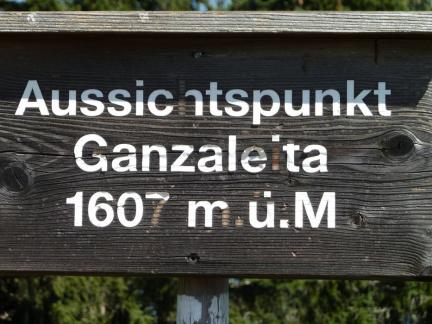 Aussichtspunkt
Ganzaleita
1607 m.ü.M